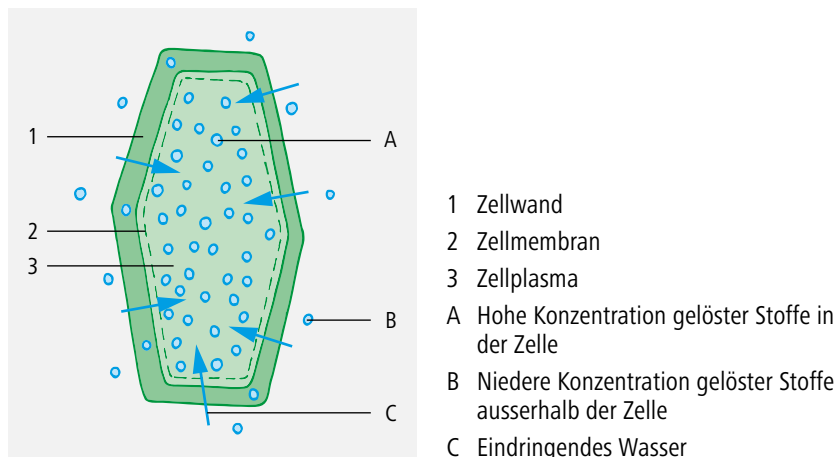 1
2
3
A
B
C
1 Zellwand
2 Zellmembran
3 Zellplasma
A Hohe Konzentration gelöster Stoffe in
der Zelle
B Niedere Konzentration gelöster Stoffe
ausserhalb der Zelle
C Eindringendes Wasser